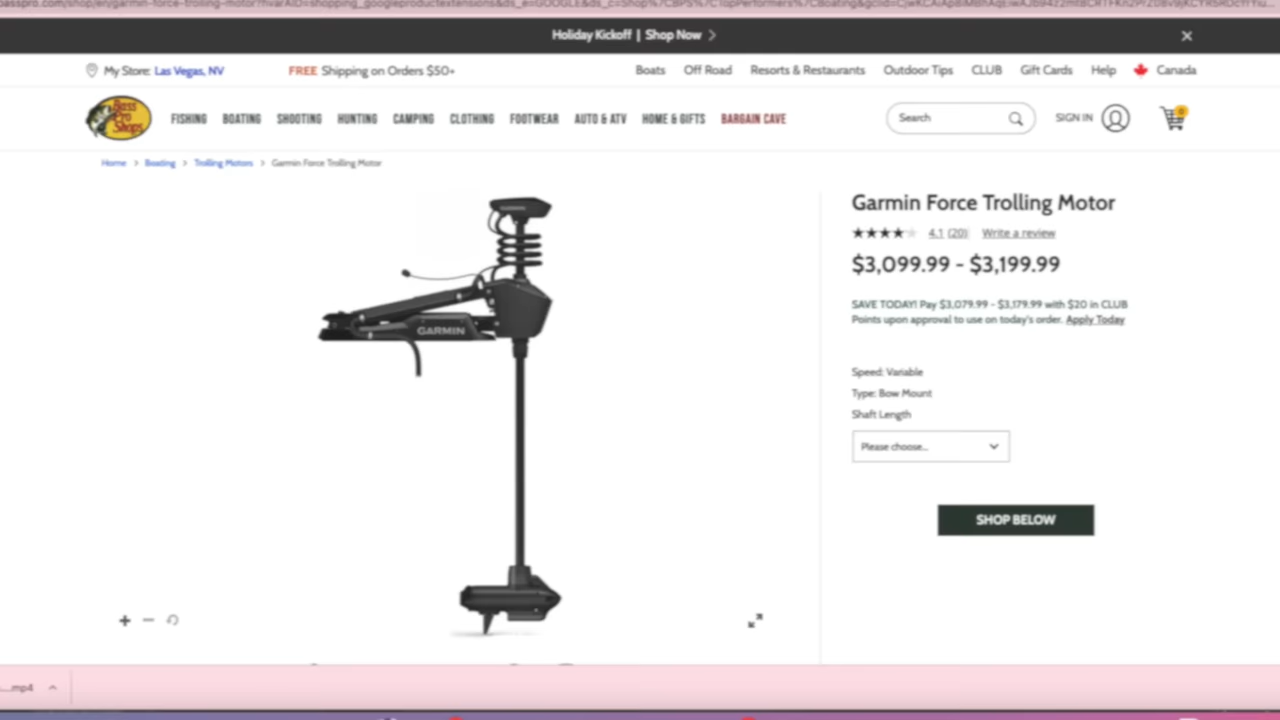 Holiday Kickoff | Shop Now
My Store: Las Vegas, NV
FREE Shipping on Orders $50+
Boats Off Road Resorts & Restaurants Outdoor Tips CLUB Gift Cards Help Canada
Bass Pro Shops
FISHING BOATING SHOOTING HUNTING CAMPING CLOTHING FOOTWEAR AUTO & ATV HOME & GIFTS BARGAIN CAVE
Search
SIGN IN
0
Home > Boating > Trolling Motors > Garmin Force Trolling Motor
GARMIN
Garmin Force Trolling Motor
4.1 (20) Write a review
$3,099.99 - $3,199.99
SAVE TODAY! Pay $3,079.99 - $3,179.99 with $20 in CLUB
Points upon approval to use on today's order. Apply Today
Speed: Variable
Type: Bow Mount
Shaft Length
Please choose...
SHOP BELOW
....mp4